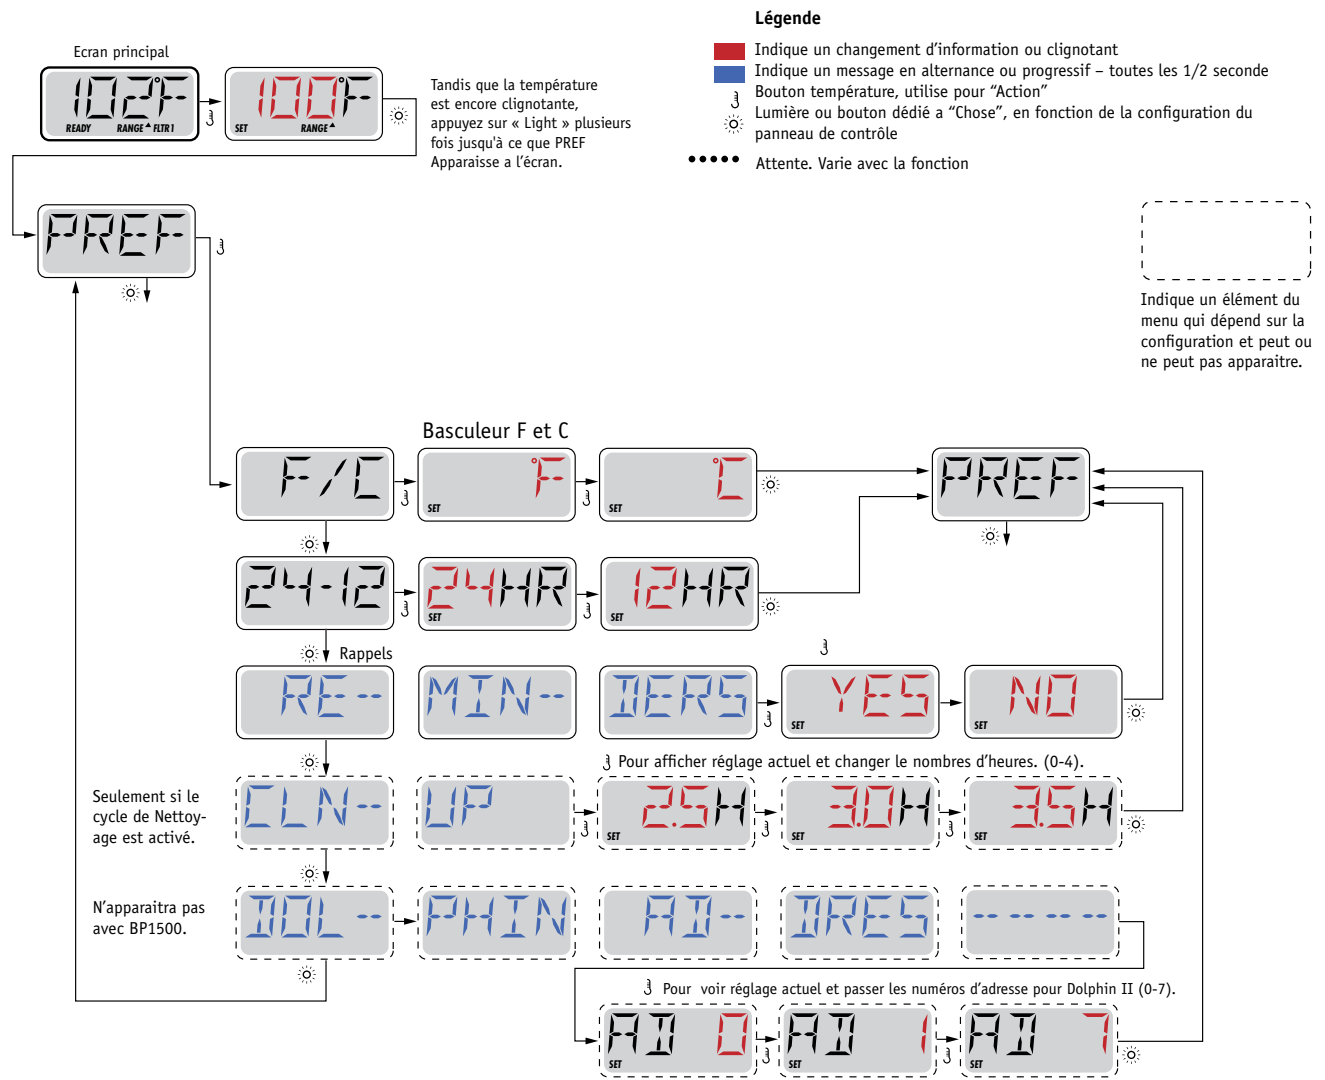 Légende
Indique un changement d'information ou clignotant
Indique un message en alternance ou progressif – toutes les 1/2 seconde
Bouton température, utilise pour “Action”
Lumière ou bouton dédié a “Chose”, en fonction de la configuration du
panneau de contrôle
Attente. Varie avec la fonction
Ecran principal
102°F
READY RANGE FLTR1
100°F
SET RANGE
Tandis que la température
est encore clignotante,
appuyez sur « Light » plusieurs
fois jusqu'à ce que PREF
Apparaisse a l'écran.
PREF
Indique un élément du
menu qui dépend sur la
configuration et peut ou
ne peut pas apparaitre.
Basculeur F et C
F/C
°F
SET
°C
SET
PREF
24-12
24HR
SET
12HR
SET
Rappels
RE-
MIN-
DERS
YES
SET
NO
SET
Pour afficher réglage actuel et changer le nombres d'heures. (0-4).
Seulement si le
cycle de Nettoy-
age est activé.
CLN-
UP
2.5H
SET
3.0H
SET
3.5H
SET
N'apparaitra pas
avec BP1500.
DOL-
PHIN
AD-
DRES
- - - -
Pour voir réglage actuel et passer les numéros d'adresse pour Dolphin II (0-7).
AD 0
SET
AD 1
SET
AD 7
SET